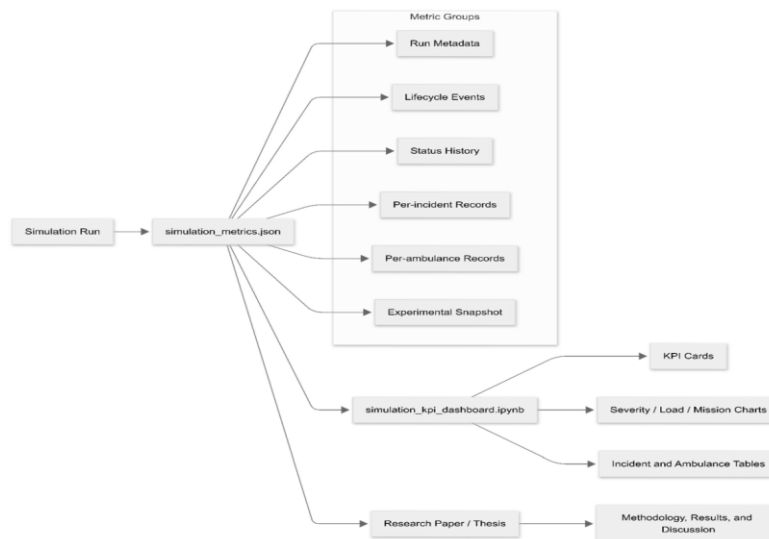 Metric Groups
Run Metadata
Lifecycle Events
Status History
Per-incident Records
Simulation Run
simulation_metrics.json
Per-ambulance Records
Experimental Snapshot
KPI Cards
simulation_kpi_dashboard.ipynb
Severity / Load / Mission Charts
Incident and Ambulance Tables
Research Paper / Thesis
Methodology, Results, and
Discussion